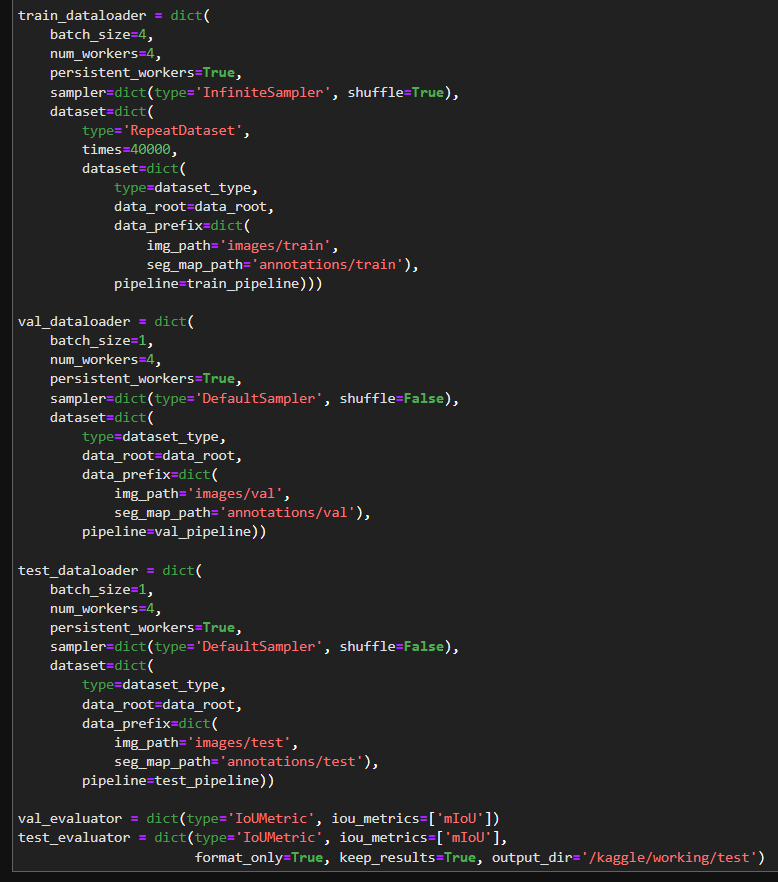 train_dataloader = dict(
    batch_size=4,
    num_workers=4,
    persistent_workers=True,
    sampler=dict(type='InfiniteSampler', shuffle=True),
    dataset=dict(
        type='RepeatDataset',
        times=40000,
        dataset=dict(
            type=dataset_type,
            data_root=data_root,
            data_prefix=dict(
                img_path='images/train',
                seg_map_path='annotations/train'),
            pipeline=train_pipeline)))

val_dataloader = dict(
    batch_size=1,
    num_workers=4,
    persistent_workers=True,
    sampler=dict(type='DefaultSampler', shuffle=False),
    dataset=dict(
        type=dataset_type,
        data_root=data_root,
        data_prefix=dict(
            img_path='images/val',
            seg_map_path='annotations/val'),
        pipeline=val_pipeline))

test_dataloader = dict(
    batch_size=1,
    num_workers=4,
    persistent_workers=True,
    sampler=dict(type='DefaultSampler', shuffle=False),
    dataset=dict(
        type=dataset_type,
        data_root=data_root,
        data_prefix=dict(
            img_path='images/test',
            seg_map_path='annotations/test'),
        pipeline=test_pipeline))

val_evaluator = dict(type='IoUMetric', iou_metrics=['mIoU'])
test_evaluator = dict(type='IoUMetric', iou_metrics=['mIoU'],
                      format_only=True, keep_results=True, output_dir='/kaggle/working/test')